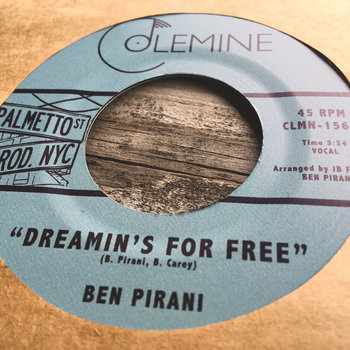 COLEMINE
PALMETTO ST
PROD. NYC
45 RPM
CLMN-156
Time 3:34
VOCAL
Arranged by JB
BEN PIRANI
"DREAMIN'S FOR FREE"
(B. Pirani, B. Carey)
BEN PIRANI